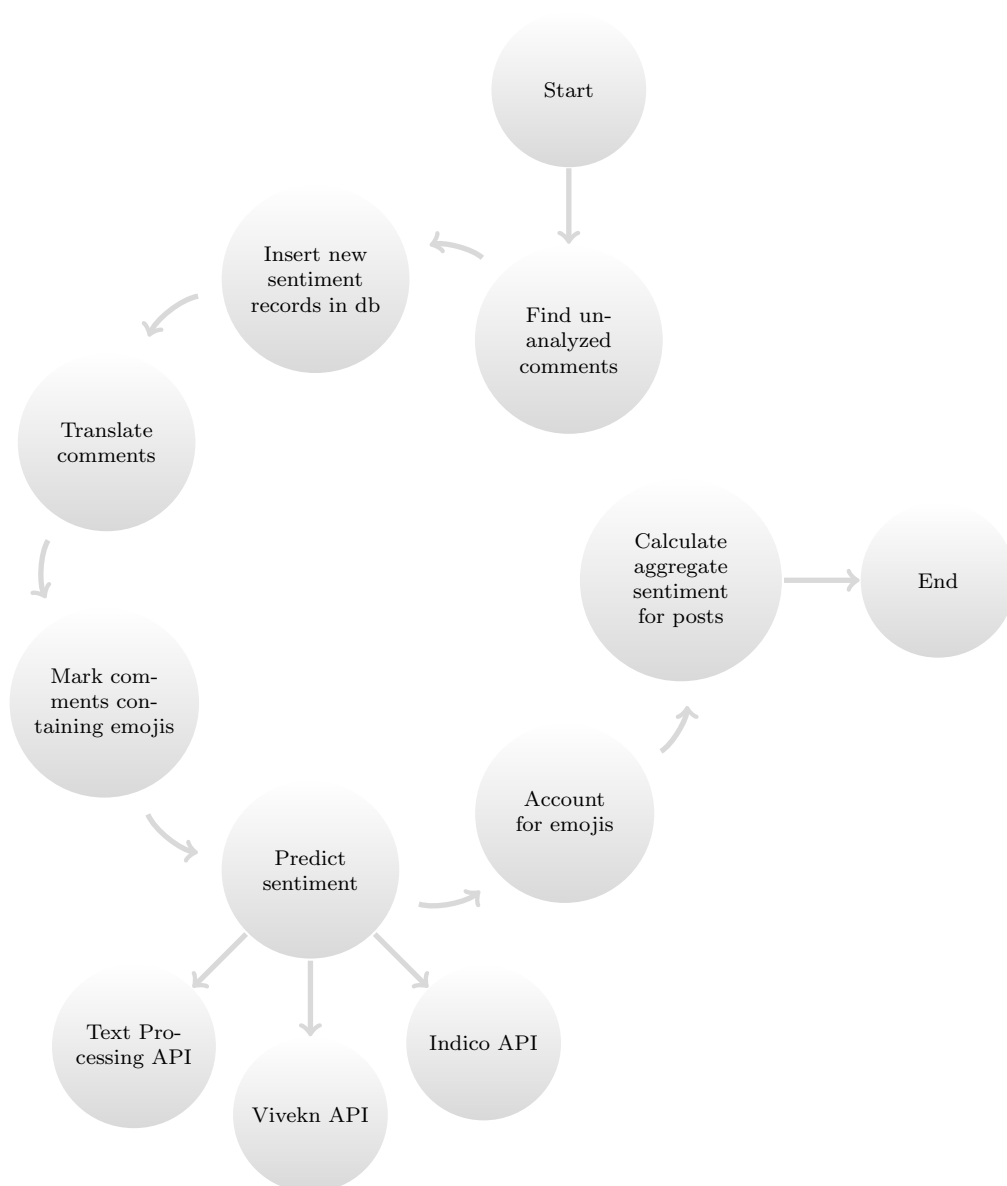 Start
Find un-
analyzed
comments
Insert new
sentiment
records in db
Translate
comments
Mark com-
ments con-
taining emojis
Predict
sentiment
Text Pro-
cessing API
Vivekn API
Indico API
Account
for emojis
Calculate
aggregate
sentiment
for posts
End